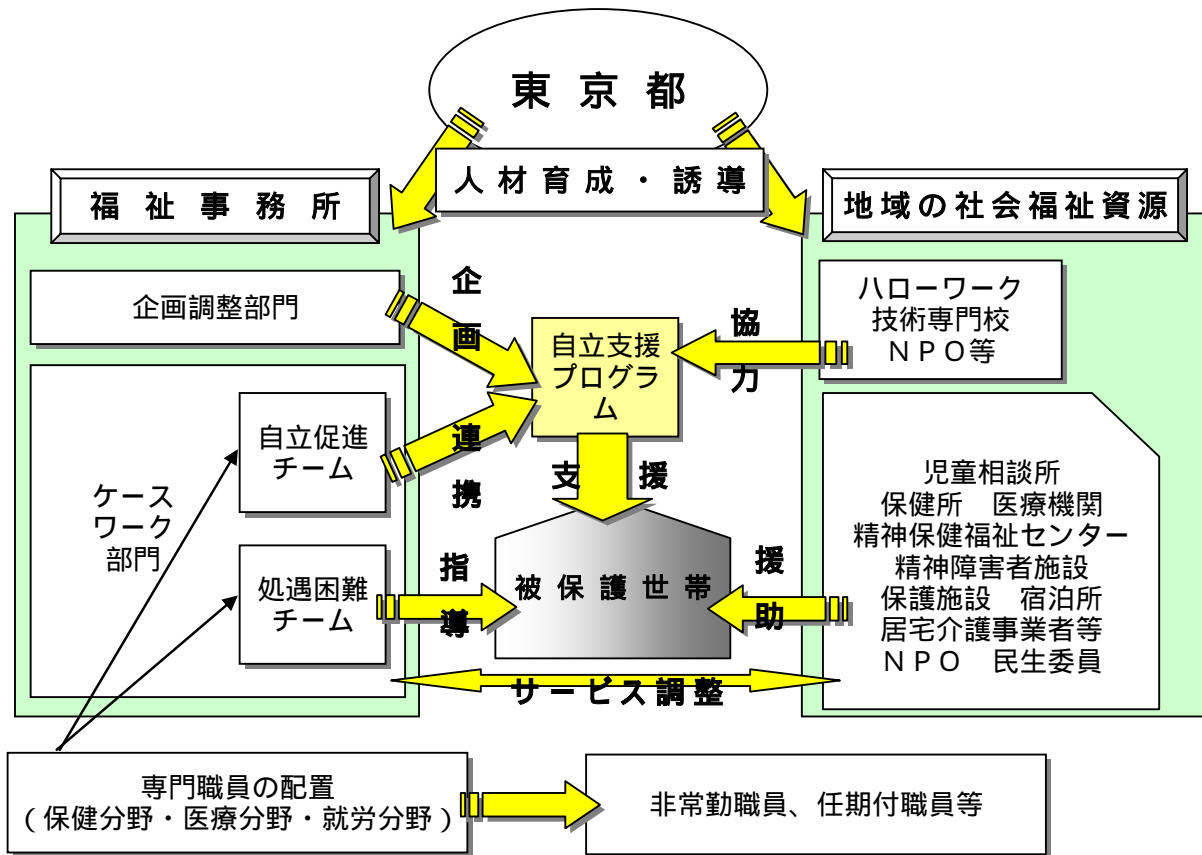 東京都
人材育成・誘導
福祉事務所
地域の社会福祉資源
企画調整部門
企画
連携
自立支援
プログラ
ム
協力
ハローワーク
技術専門校
ＮＰＯ等
ケース
ワーク
部門
自立促進
チーム
支援
処遇困難
チーム
指導
被保護世帯
援助
児童相談所
保健所　医療機関
精神保健福祉センター
精神障害者施設
保護施設　宿泊所
居宅介護事業者等
ＮＰＯ　民生委員
サービス調整
専門職員の配置
（保健分野・医療分野・就労分野）
非常勤職員、任期付職員等